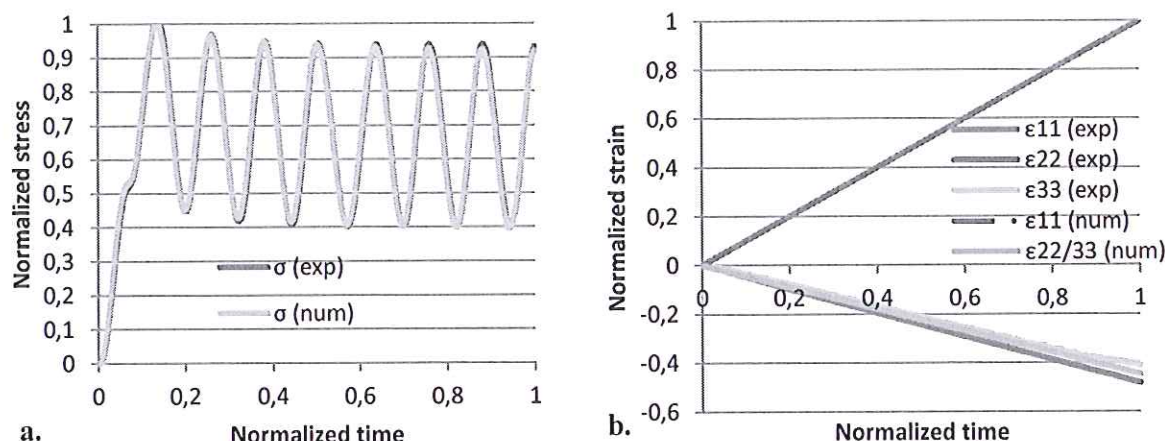 Normalized stress
1
0,9
0,8
0,7
0,6
0,5
0,4
0,3
0,2
0,1
0
σ (exp)
σ (num)
0
0,2
0,4
0,6
0,8
1
a.
Normalized time
Normalized strain
1
0,8
0,6
0,4
0,2
0
-0,2
-0,4
-0,6
ε11 (exp)
ε22 (exp)
ε33 (exp)
ε11 (num)
ε22/33 (num)
0
0,2
0,4
0,6
0,8
1
b.
Normalized time